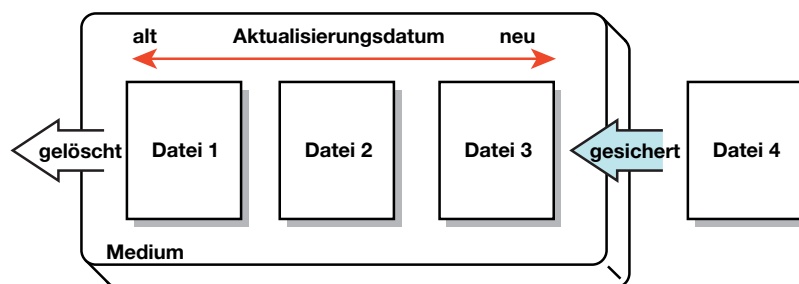 alt Aktualisierungsdatum neu
gelöscht Datei 1 Datei 2 Datei 3 gesichert Datei 4
Medium